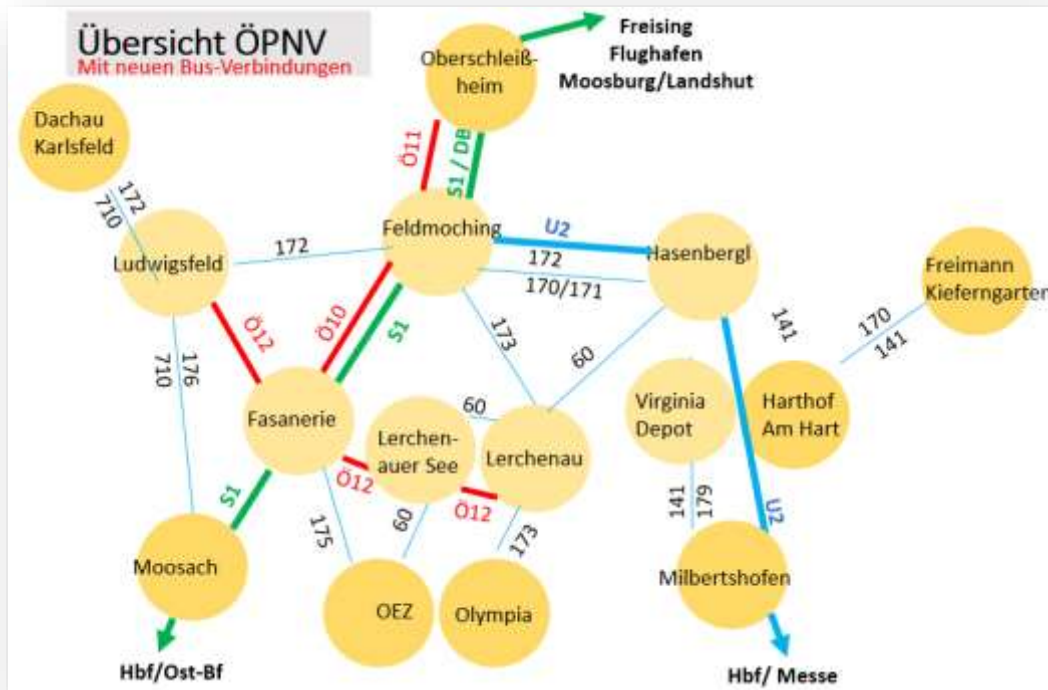 Übersicht ÖPNV
Mit neuen Bus-Verbindungen
Oberschleiß-
heim
Freising
Flughafen
Moosburg/Landshut
Dachau
Karlsfeld
172
710
Ö11
S1 / DB
Feldmoching
U2
172
170/171
Hasenbergl
172
Ludwigsfeld
Freimann
Kieferngarten
170
141
141
Ö12
Ö10
S1
173
60
176
710
Fasanerie
Lerchen-
auer See
60
Lerchenau
Virginia
Depot
Harthof
Am Hart
Ö12
Ö12
S1
175
60
173
141
179
U2
Moosach
OEZ
Olympia
Milbertshofen
Hbf/Ost-Bf
Hbf/ Messe